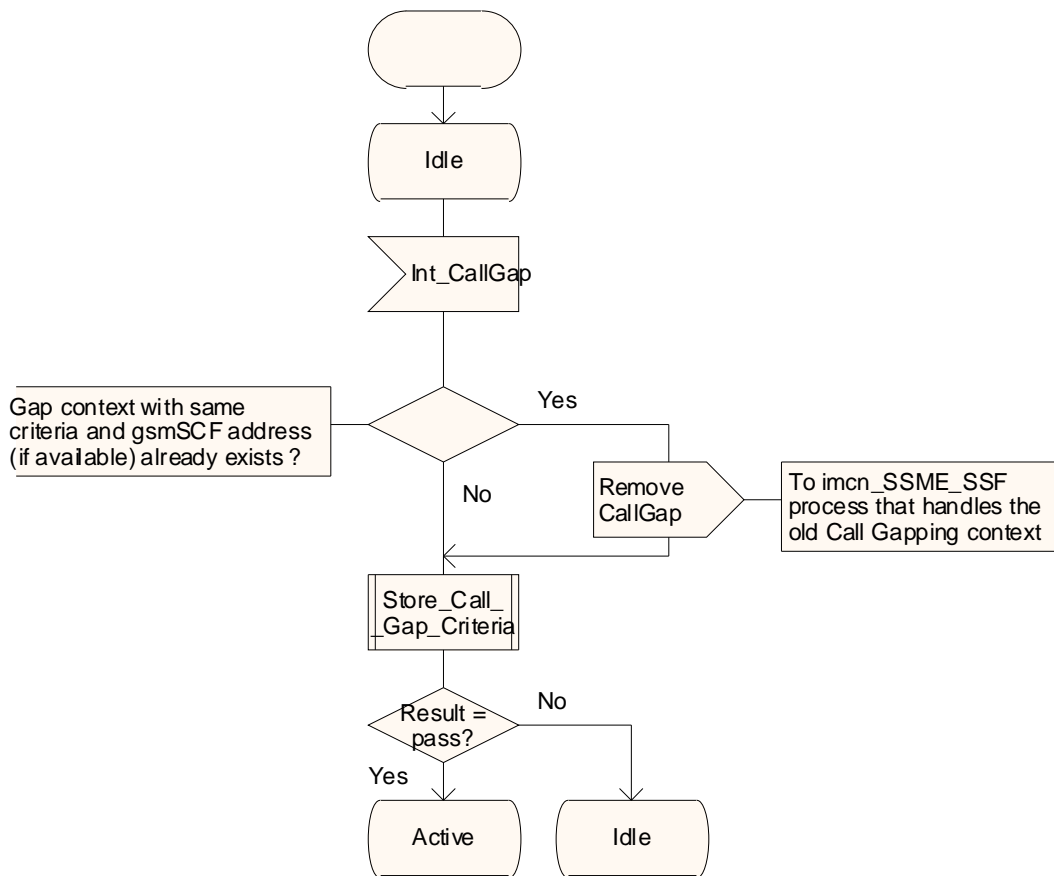 Idle
Int_CallGap
Yes
Gap context with same
criteria and gsmSCF address
(if available) already exists ?
No
Remove
CallGap
To imcn_SSME_SSF
process that handles the
old Call Gapping context
Store_Call_
_Gap_Criteria
Result =
pass?
No
Yes
Active
Idle